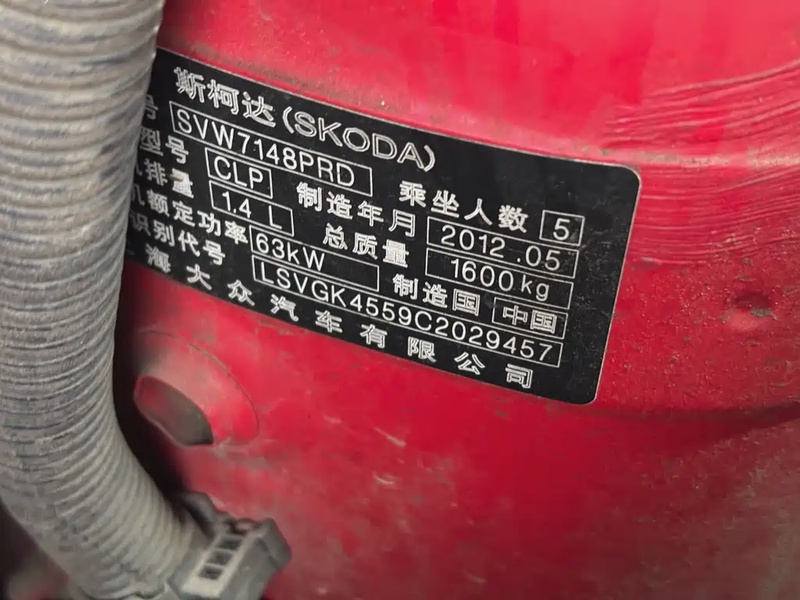 斯柯达(SKODA)
号 SVW7148PRD 乘坐人数 5
型号 CLP 制造年月 2012.05
机排量 1.4 L 总质量 1600kg
机额定功率 63kW 制造国 中国
识别代号 LSVGK4559C2029457
海大众汽车有限公司